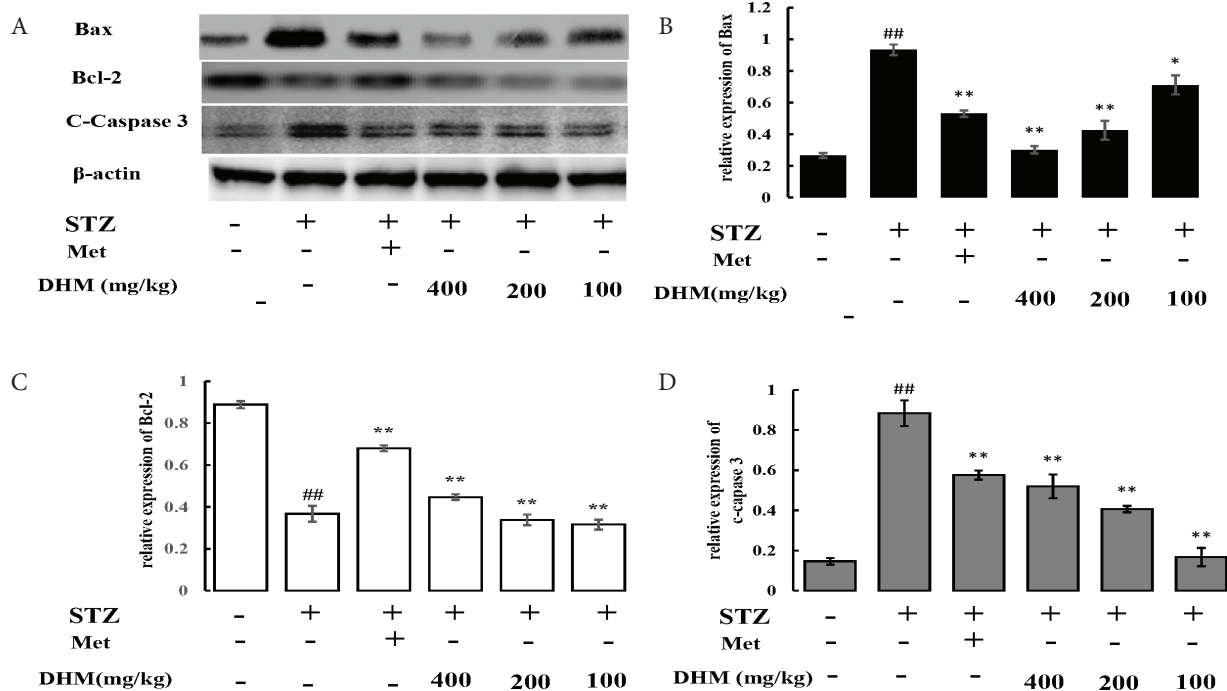 A
Bax
Bcl-2
C-Caspase 3
β-actin
STZ - + + + + +
Met - - + - - -
DHM (mg/kg) - - - 400 200 100
B
relative expression of Bax
1.2
1
0.8
0.6
0.4
0.2
0
## ** ** ** *
STZ - + + + + +
Met - - + - - -
DHM(mg/kg) - - - 400 200 100
C
relative expression of Bcl-2
1
0.8
0.6
0.4
0.2
0
## ** ** ** **
STZ - + + + + +
Met - - + - - -
DHM(mg/kg) - - - 400 200 100
D
relative expression of
c-capase 3
1
0.8
0.6
0.4
0.2
0
## ** ** ** **
STZ - + + + + +
Met - - + - - -
DHM(mg/kg) - - - 400 200 100